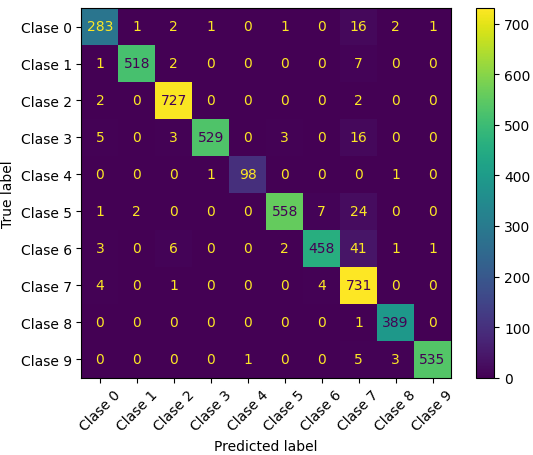 True label
Clase 0 283 1 2 1 0 1 0 16 2 1
Clase 1 1 518 2 0 0 0 0 7 0 0
Clase 2 2 0 727 0 0 0 0 2 0 0
Clase 3 5 0 3 529 0 3 0 16 0 0
Clase 4 0 0 0 1 98 0 0 0 1 0
Clase 5 1 2 0 0 0 558 7 24 0 0
Clase 6 3 0 6 0 0 2 458 41 1 1
Clase 7 4 0 1 0 0 0 4 731 0 0
Clase 8 0 0 0 0 0 0 0 1 389 0
Clase 9 0 0 0 0 1 0 0 5 3 535
Clase 0 Clase 1 Clase 2 Clase 3 Clase 4 Clase 5 Clase 6 Clase 7 Clase 8 Clase 9
Predicted label
700
600
500
400
300
200
100
0